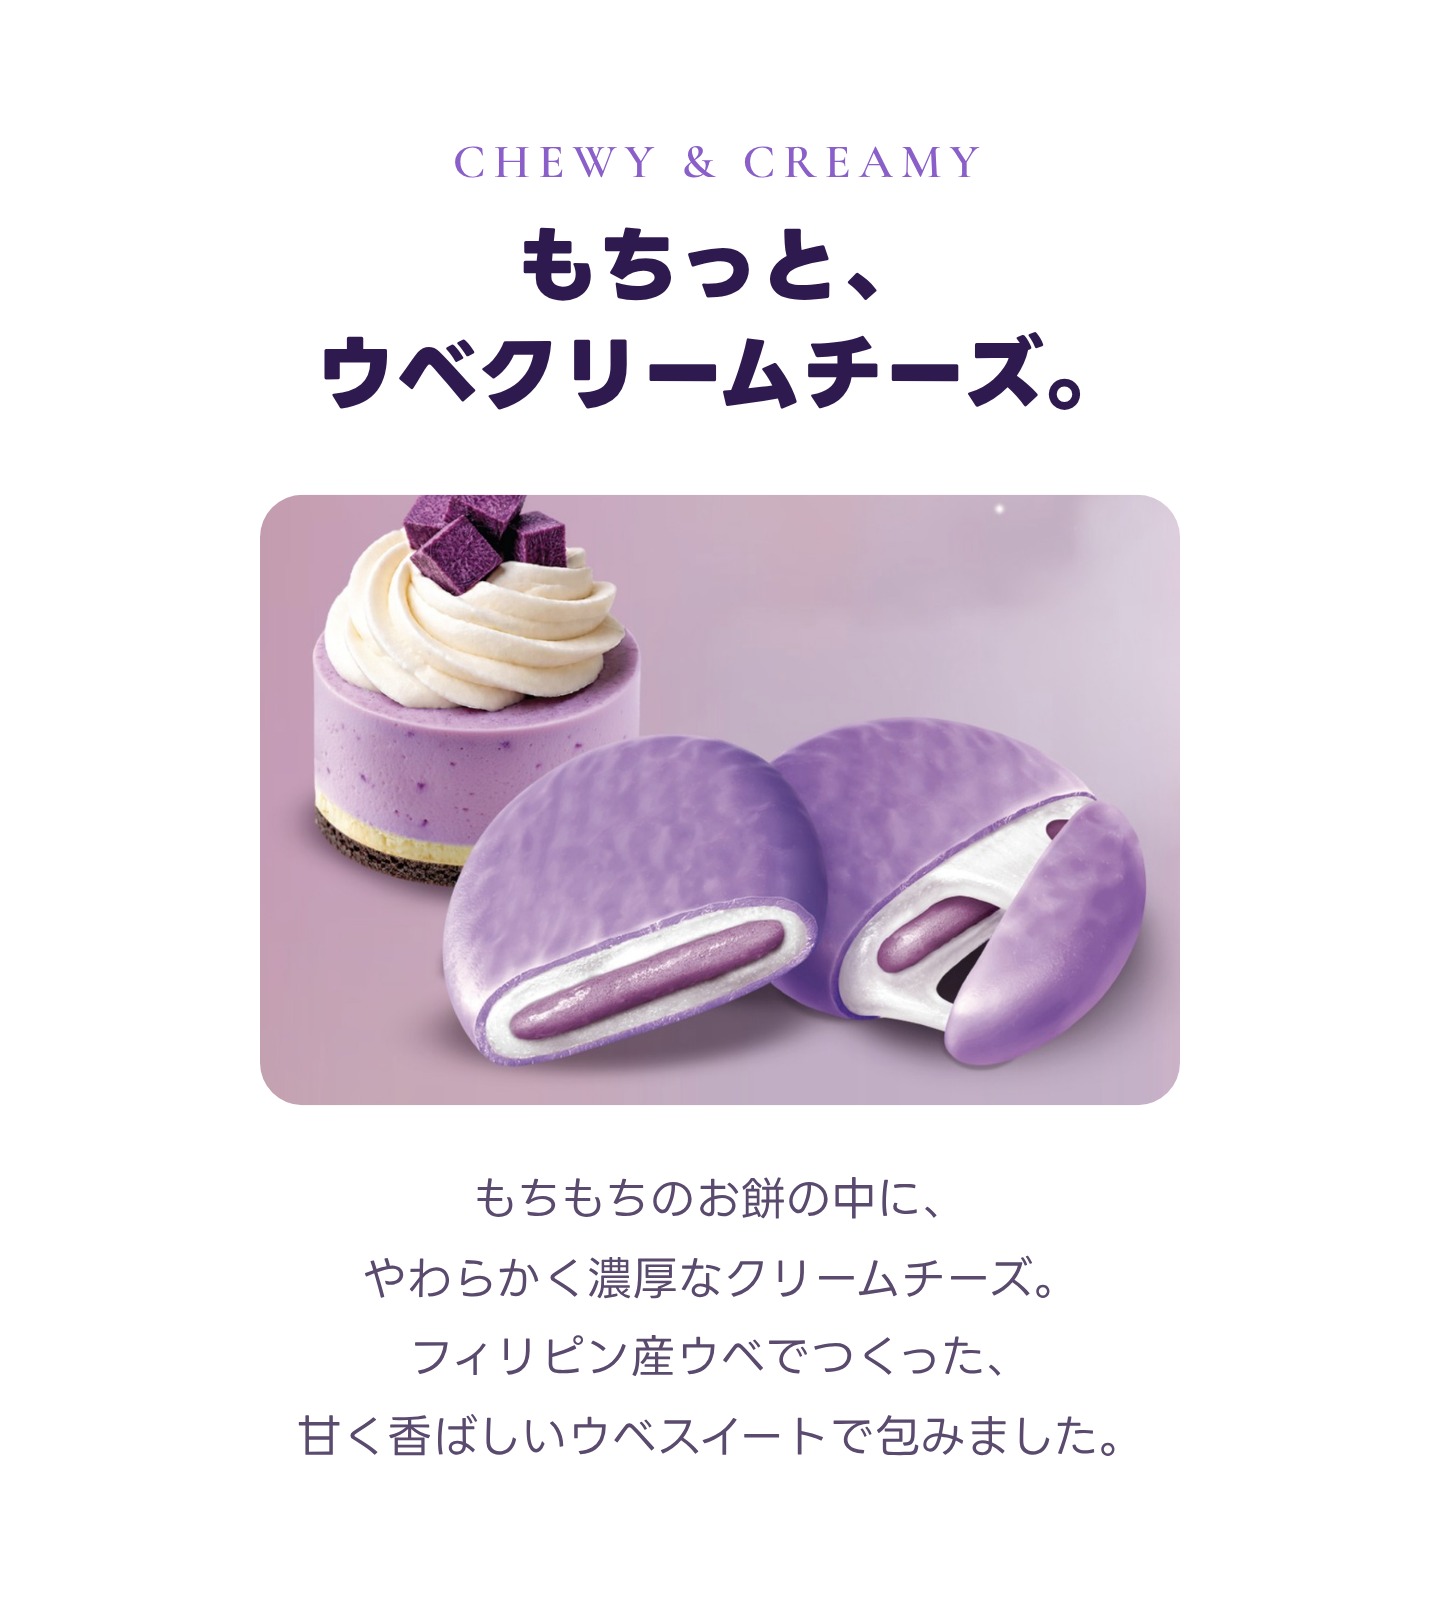 CHEWY & CREAMY
もちっと、
ウベクリームチーズ。
もちもちのお餅の中に、
やわらかく濃厚なクリームチーズ。
フィリピン産ウベでつくった、
甘く香ばしいウベスイートで包みました。